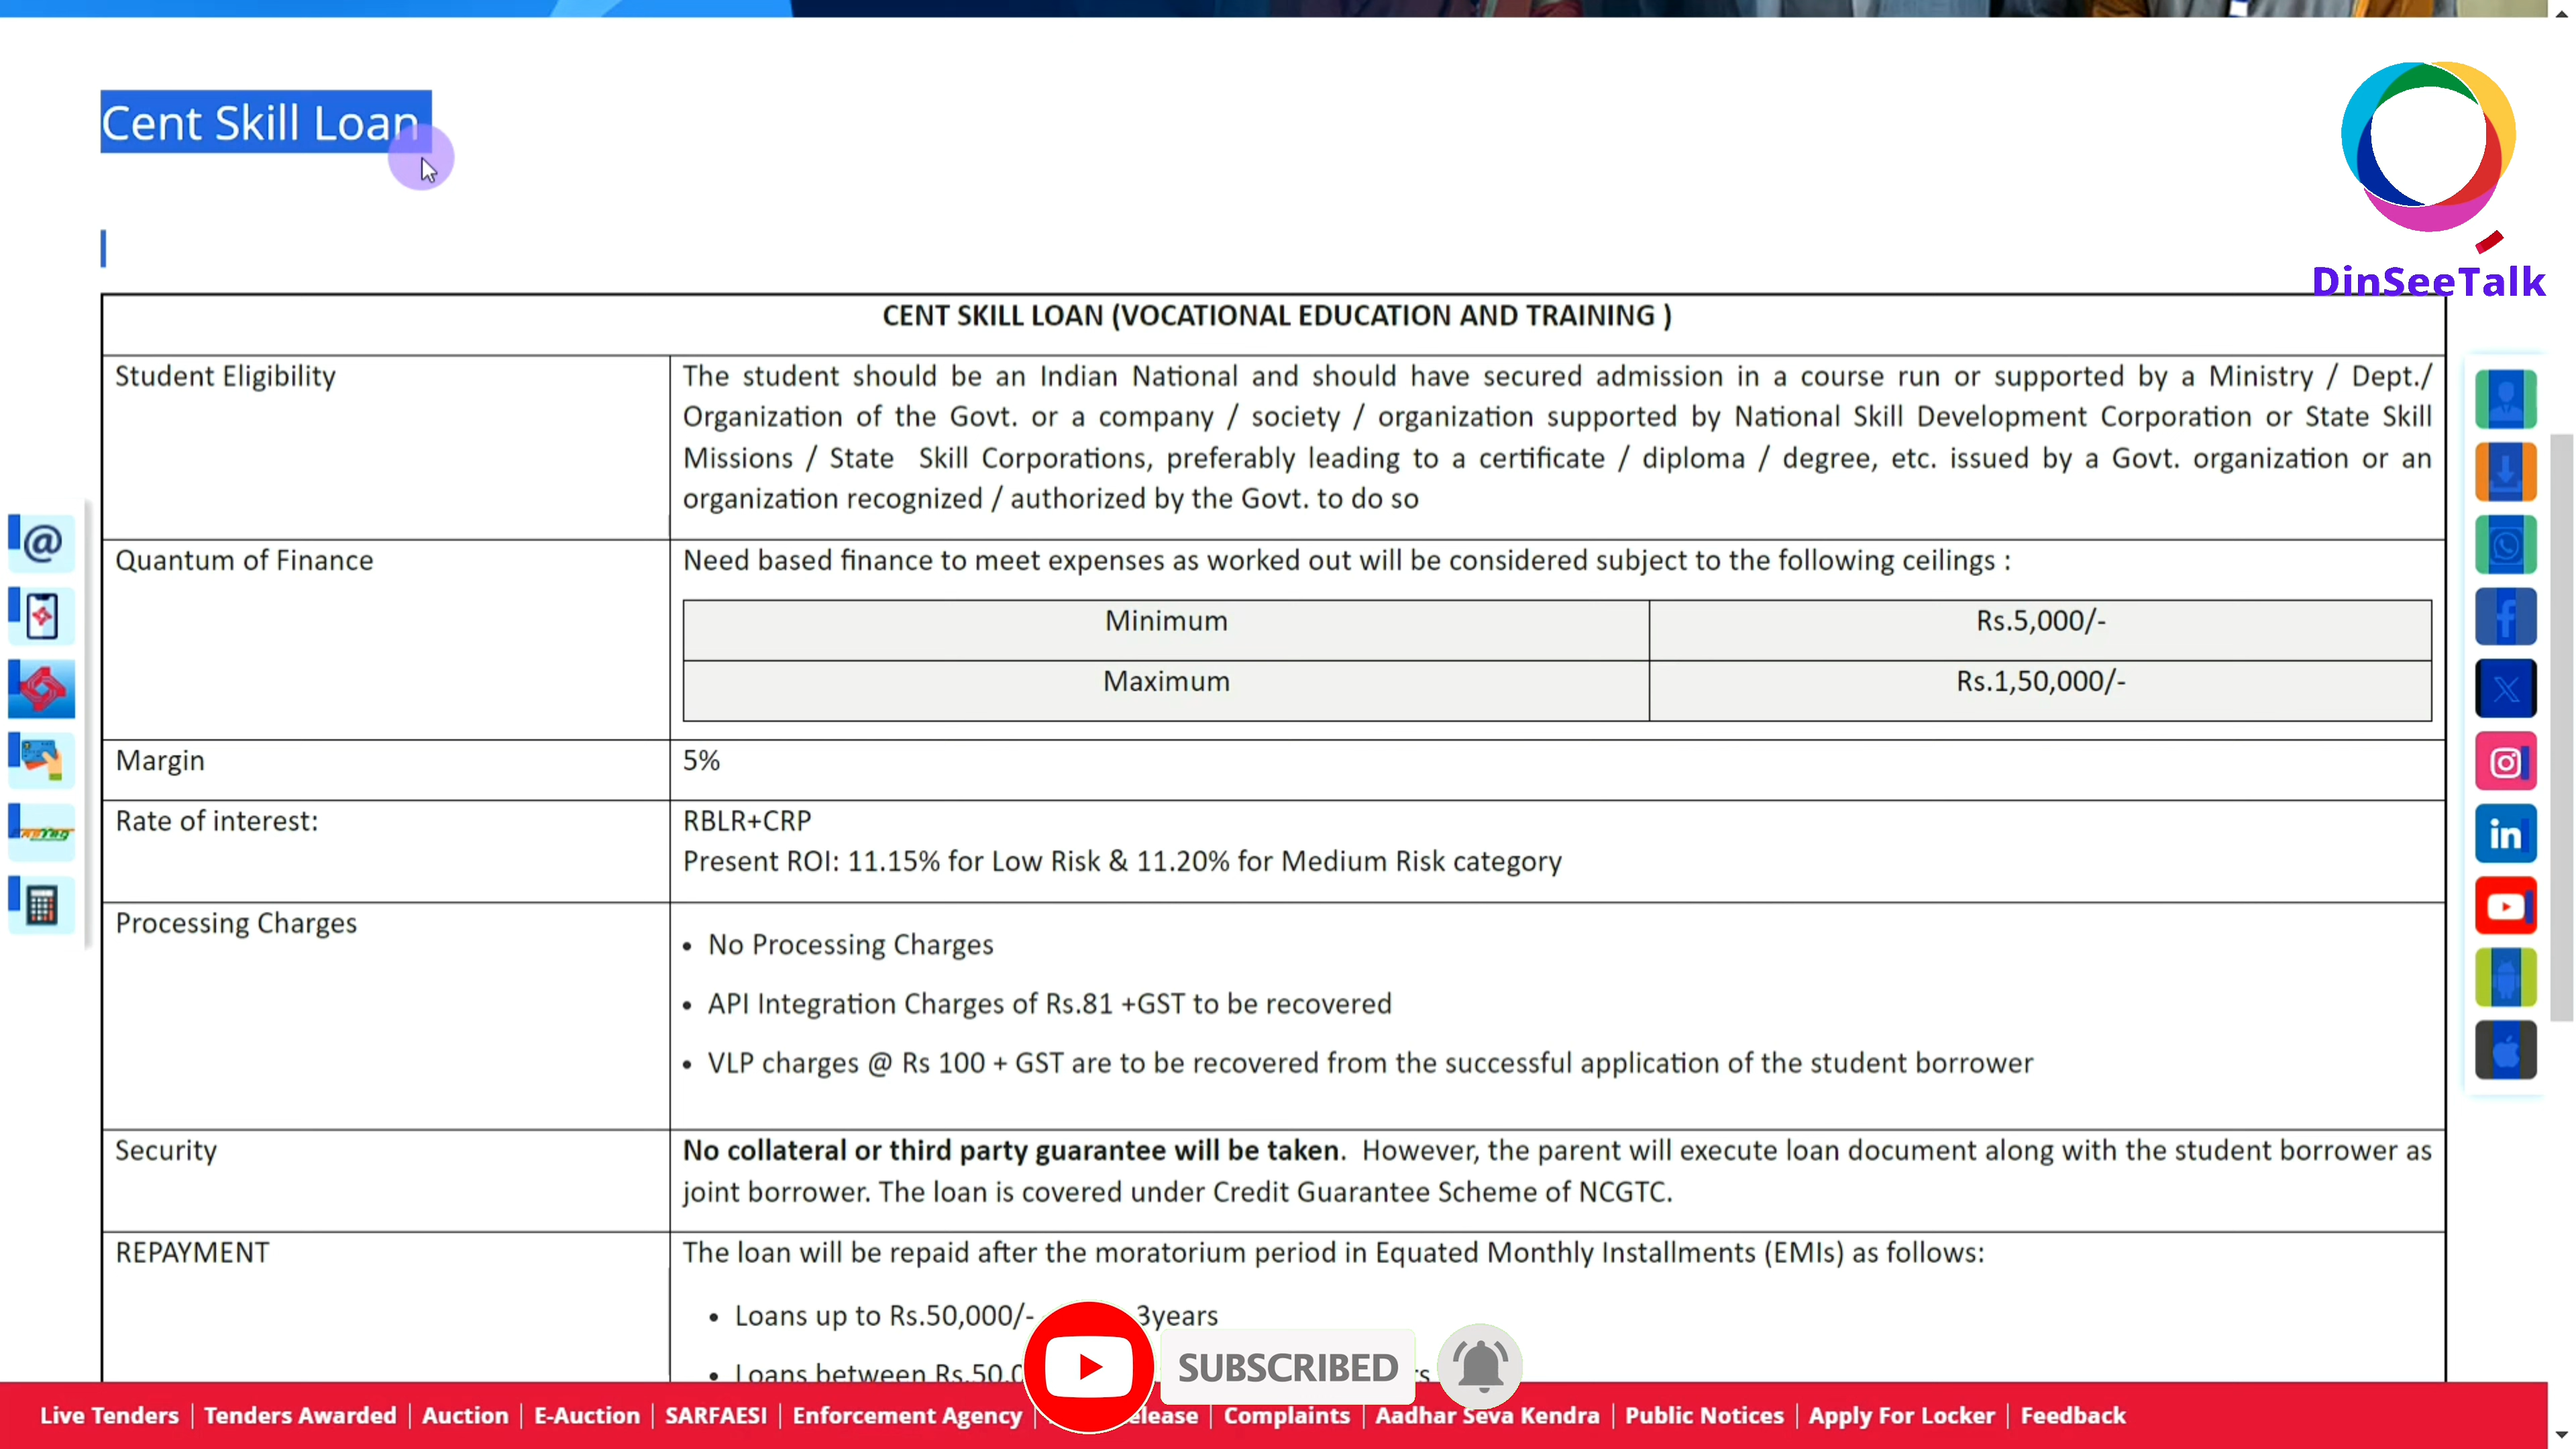 Cent Skill Loan
DinSeeTalk
CENT SKILL LOAN (VOCATIONAL EDUCATION AND TRAINING )
Student Eligibility
The student should be an Indian National and should have secured admission in a course run or supported by a Ministry / Dept./
Organization of the Govt. or a company / society / organization supported by National Skill Development Corporation or State Skill
Missions / State Skill Corporations, preferably leading to a certificate / diploma / degree, etc. issued by a Govt. organization or an
organization recognized / authorized by the Govt. to do so
Quantum of Finance
Need based finance to meet expenses as worked out will be considered subject to the following ceilings :
Minimum Rs.5,000/-
Maximum Rs.1,50,000/-
Margin
5%
Rate of interest:
RBLR+CRP
Present ROI: 11.15% for Low Risk & 11.20% for Medium Risk category
Processing Charges
• No Processing Charges
• API Integration Charges of Rs.81 +GST to be recovered
• VLP charges @ Rs 100 + GST are to be recovered from the successful application of the student borrower
Security
No collateral or third party guarantee will be taken. However, the parent will execute loan document along with the student borrower as
joint borrower. The loan is covered under Credit Guarantee Scheme of NCGTC.
REPAYMENT
The loan will be repaid after the moratorium period in Equated Monthly Installments (EMIs) as follows:
• Loans up to Rs.50,000/- 3years
• Loans between Rs.50,0
SUBSCRIBED
Live Tenders | Tenders Awarded | Auction | E-Auction | SARFAESI | Enforcement Agency | Complaints | Aadhar Seva Kendra | Public Notices | Apply For Locker | Feedback